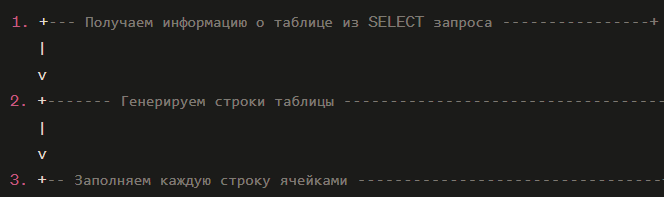 1. +--- Получаем информацию о таблице из SELECT запроса ----------------+
|
v
2. +------- Генерируем строки таблицы -----------------------------------
|
v
3. +-- Заполняем каждую строку ячейками ---------------------------------+